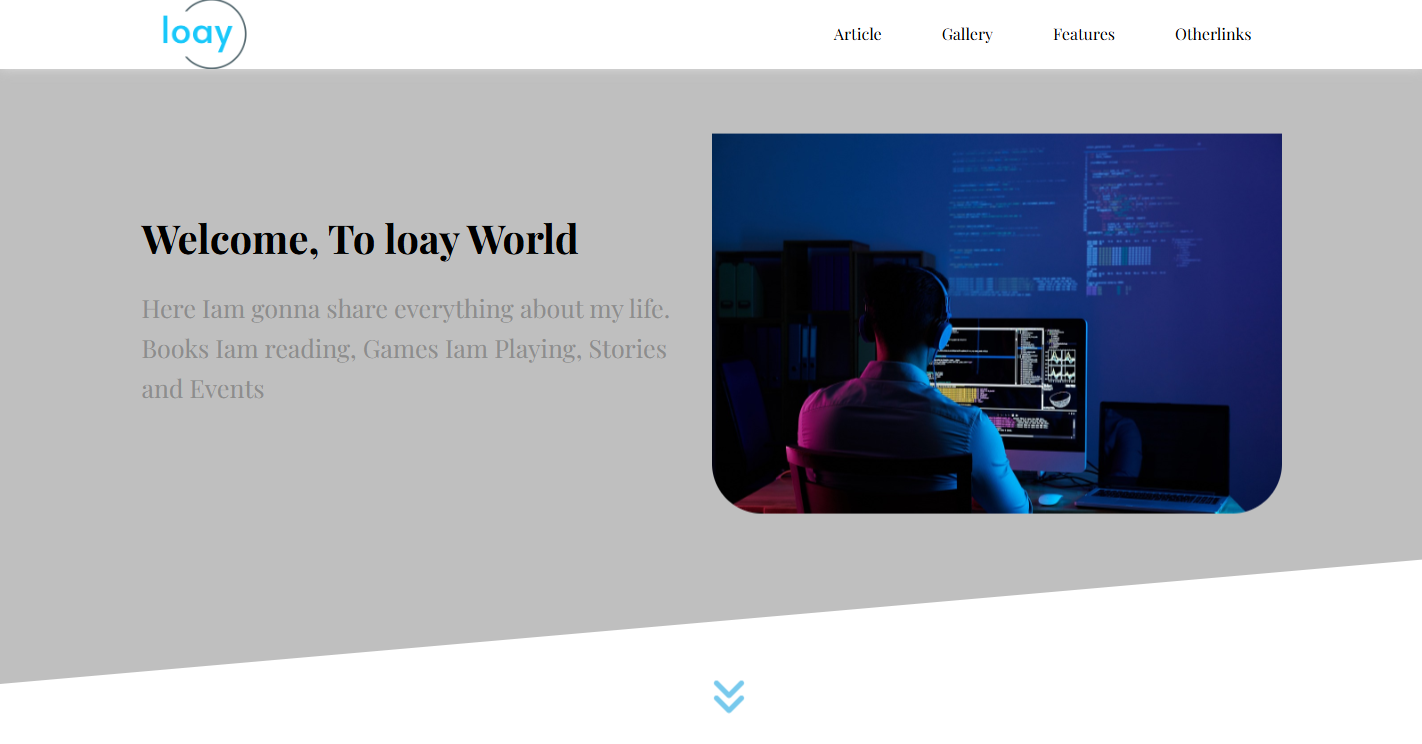 loay
Article Gallery Features Otherlinks
Welcome, To loay World
Here Iam gonna share everything about my life.
Books Iam reading, Games Iam Playing, Stories
and Events